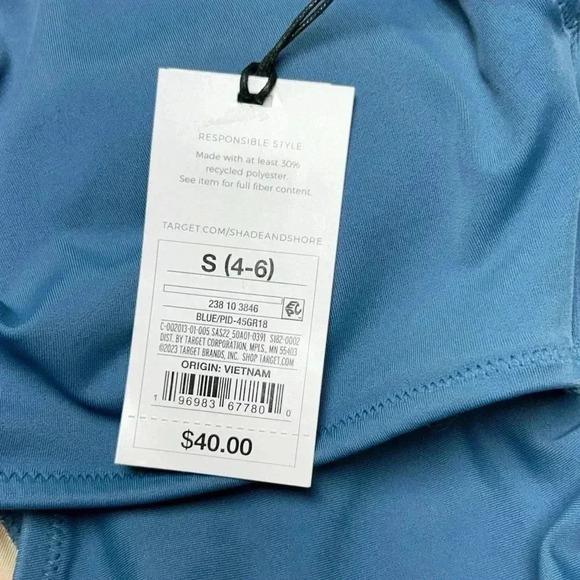 RESPONSIBLE STYLE
Made with at least 30%
recycled polyester.
See item for full fiber content.
TARGET.COM/SHADEANDSHORE
S (4-6)
238 10 3846
BLUE/PID-45GR18
C-002013-01-005 SAS22_50A01-0391 S182-0002
DIST. BY TARGET CORPORATION, MPLS., MN 55403
©2023 TARGET BRANDS, INC. SHOP TARGET.COM
ORIGIN: VIETNAM
1 96983 67780 0
$40.00